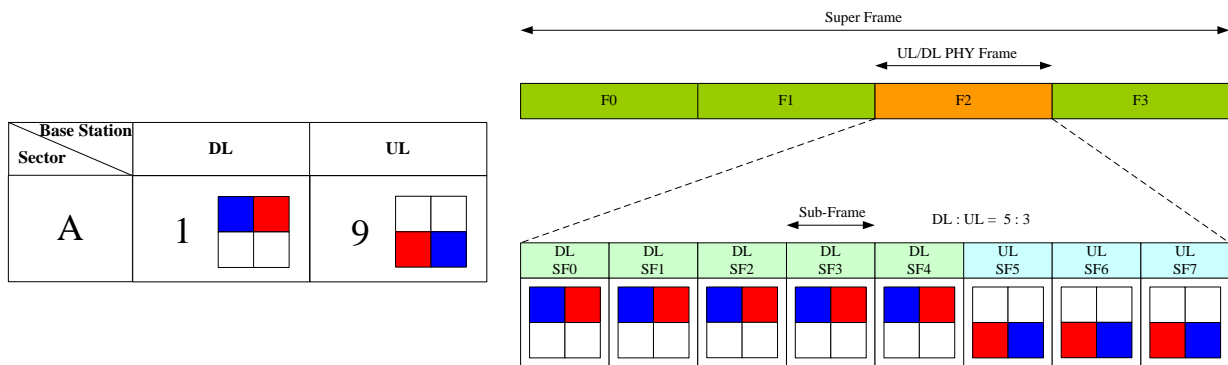 Base Station
Sector
DL
UL
A
1
9
Super Frame
UL/DL PHY Frame
F0
F1
F2
F3
Sub-Frame
DL : UL = 5 : 3
DL
SF0
DL
SF1
DL
SF2
DL
SF3
DL
SF4
UL
SF5
UL
SF6
UL
SF7